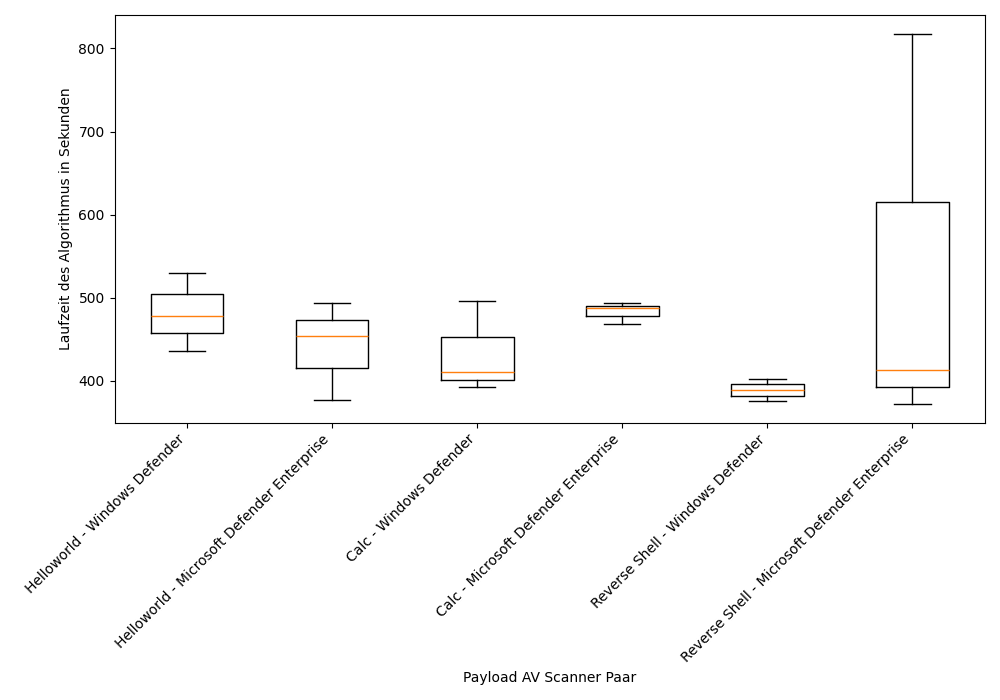 800
700
600
500
400
Laufzeit des Algorithmus in Sekunden
Helloworld - Windows Defender
Helloworld - Microsoft Defender Enterprise
Calc - Windows Defender
Calc - Microsoft Defender Enterprise
Reverse Shell - Windows Defender
Reverse Shell - Microsoft Defender Enterprise
Payload AV Scanner Paar